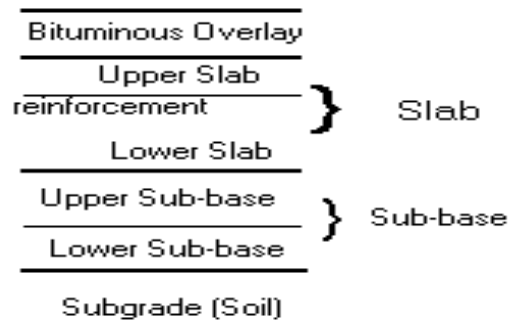 Bituminous Overlay
Upper Slab
reinforcement
Slab
Lower Slab
Upper Sub-base
Sub-base
Lower Sub-base
Subgrade (Soil)